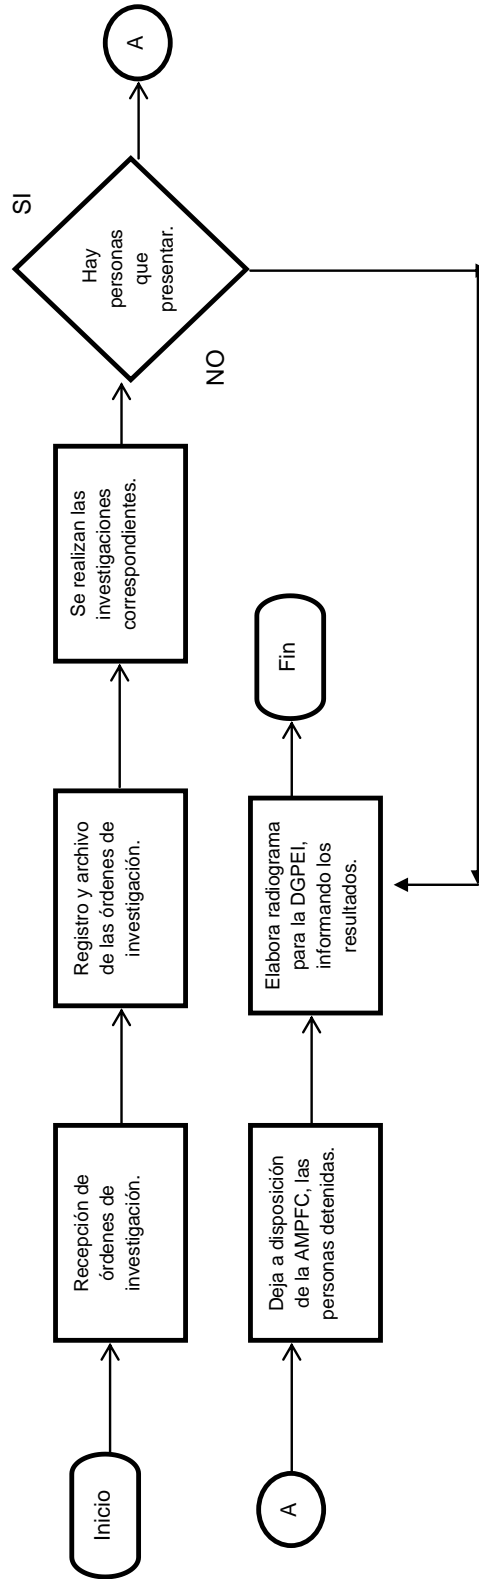 Inicio
Recepción de
órdenes de
investigación.
Registro y archivo
de las órdenes de
investigación.
Se realizan las
investigaciones
correspondientes.
Hay
personas
que
presentar.
SI
NO
A
A
Deja a disposición
de la AMPFC, las
personas detenidas.
Elabora radiograma
para la DGPEI,
informando los
resultados.
Fin